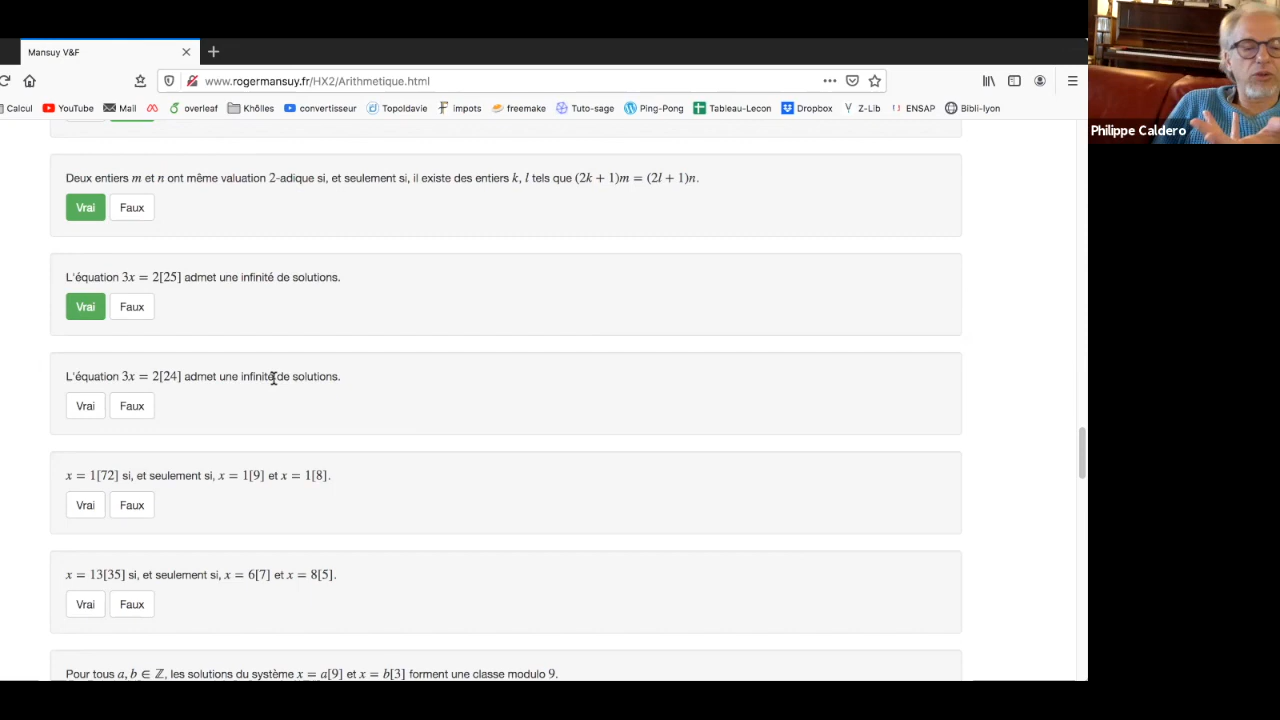 Mansuy V&F
www.rogermansuy.fr/HX2/Arithmetique.html
Calcul YouTube Mail overleaf Khôlles convertisseur Topoldavie impots freemake Tuto-sage Ping-Pong Tableau-Lecon Dropbox Z-Lib ENSAP Bibli-lyon
Philippe Caldero
Deux entiers m et n ont même valuation 2-adique si, et seulement si, il existe des entiers k, l tels que (2k + 1)m = (2l + 1)n.
Vrai Faux
L'équation 3x = 2[25] admet une infinité de solutions.
Vrai Faux
L'équation 3x = 2[24] admet une infinité de solutions.
Vrai Faux
x = 1[72] si, et seulement si, x = 1[9] et x = 1[8].
Vrai Faux
x = 13[35] si, et seulement si, x = 6[7] et x = 8[5].
Vrai Faux
Pour tous a, b ∈ ℤ, les solutions du système x = a[9] et x = b[3] forment une classe modulo 9.